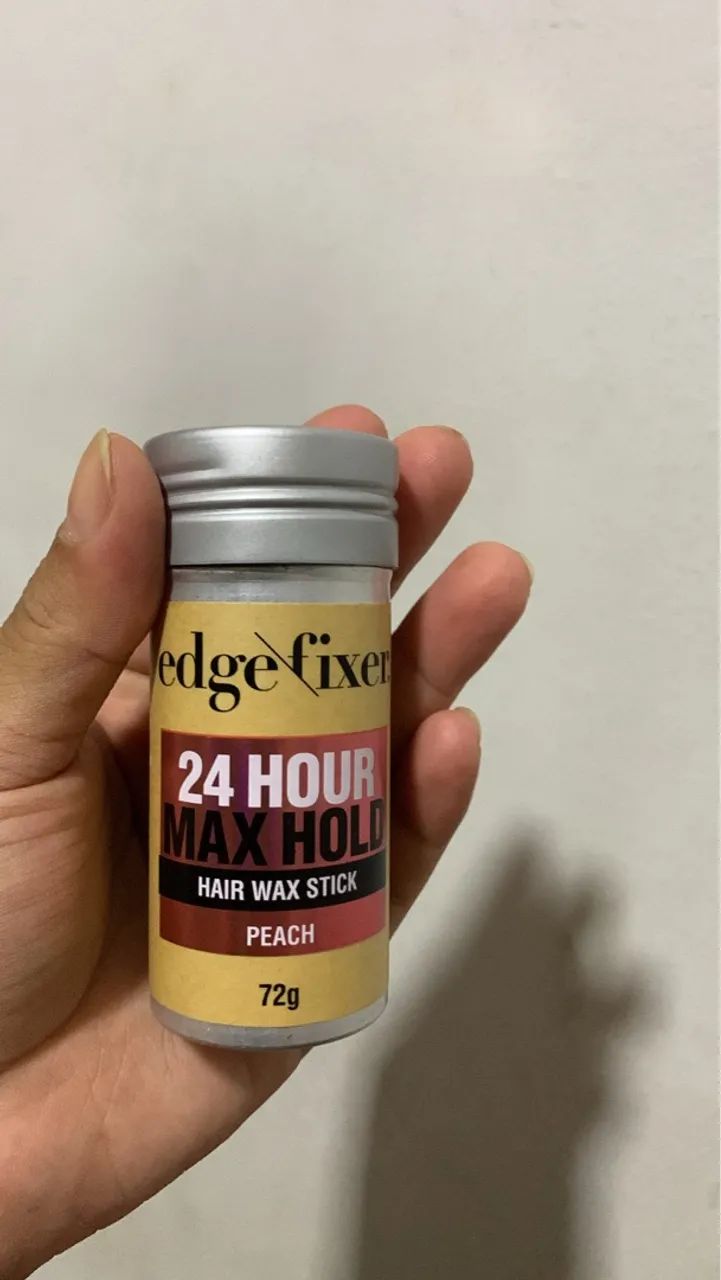 edge fixer
24 HOUR
MAX HOLD
HAIR WAX STICK
PEACH
72g